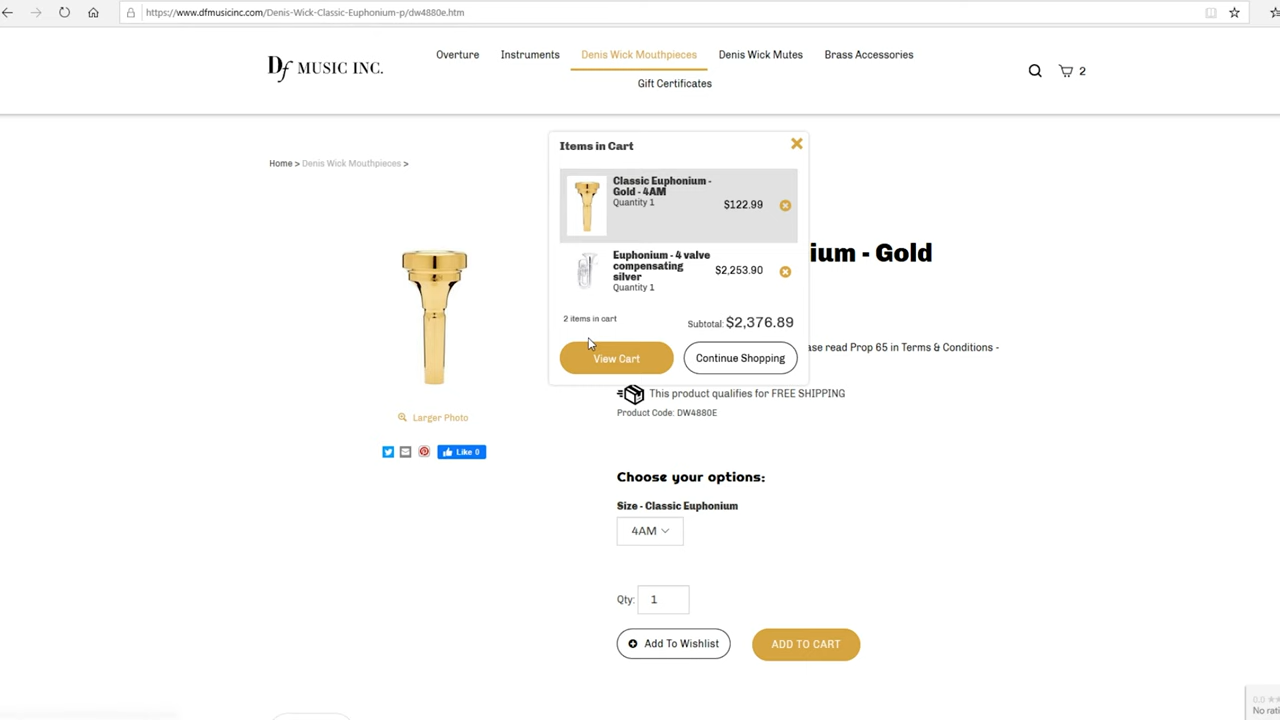 https://www.dfmusicinc.com/Denis-Wick-Classic-Euphonium-p/dw4880e.htm
Df MUSIC INC.
Overture
Instruments
Denis Wick Mouthpieces
Denis Wick Mutes
Brass Accessories
Gift Certificates
2
Home > Denis Wick Mouthpieces >
Items in Cart
Classic Euphonium -
Gold - 4AM
Quantity 1
$122.99
Euphonium - 4 valve
compensating
silver
Quantity 1
$2,253.90
2 items in cart
Subtotal: $2,376.89
View Cart
Continue Shopping
ium - Gold
ase read Prop 65 in Terms & Conditions -
This product qualifies for FREE SHIPPING
Product Code: DW4880E
Larger Photo
Like 0
Choose your options:
Size - Classic Euphonium
4AM
Qty: 1
Add To Wishlist
ADD TO CART
0.0
No rati